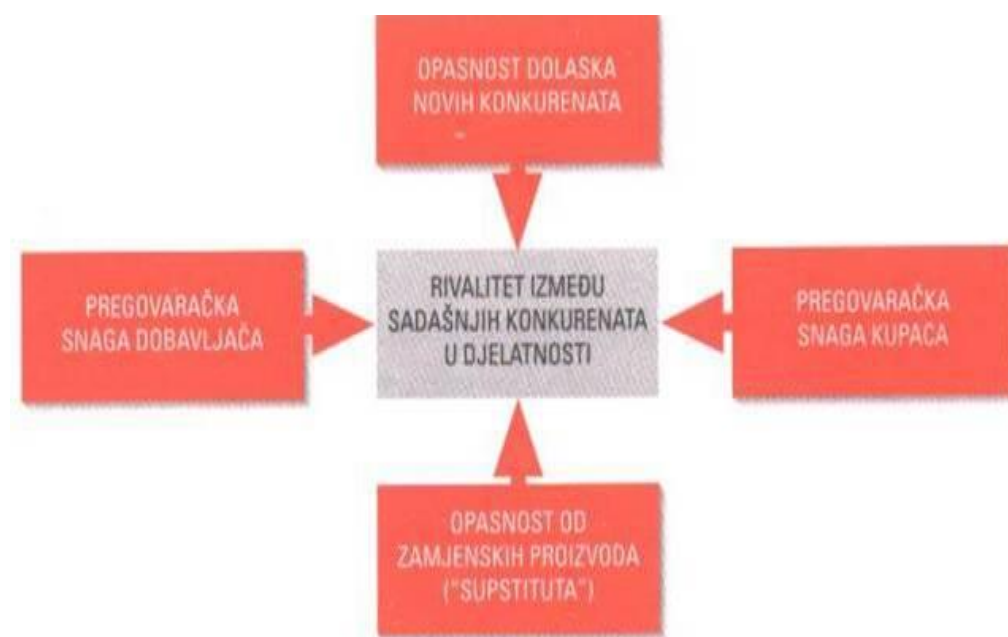 OPASNOST DOLASKA
NOVIH KONKURENATA
PREGOVARAČKA
SNAGA DOBAVLJAČA
RIVALITET IZMEĐU
SADAŠNJIH KONKURENATA
U DJELATNOSTI
PREGOVARAČKA
SNAGA KUPACA
OPASNOST OD
ZAMJENSKIH PROIZVODA
("SUPSTITUTA")